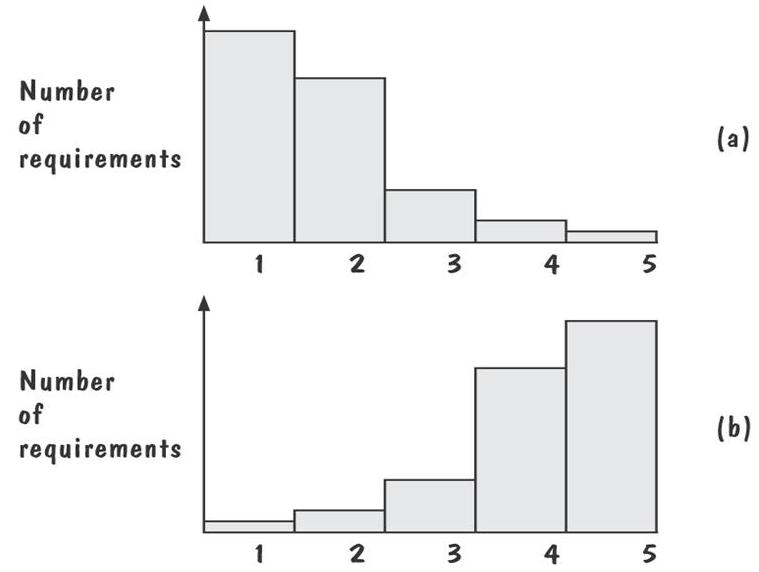 Number
of
requirements
(a)
1 2 3 4 5
Number
of
requirements
(b)
1 2 3 4 5